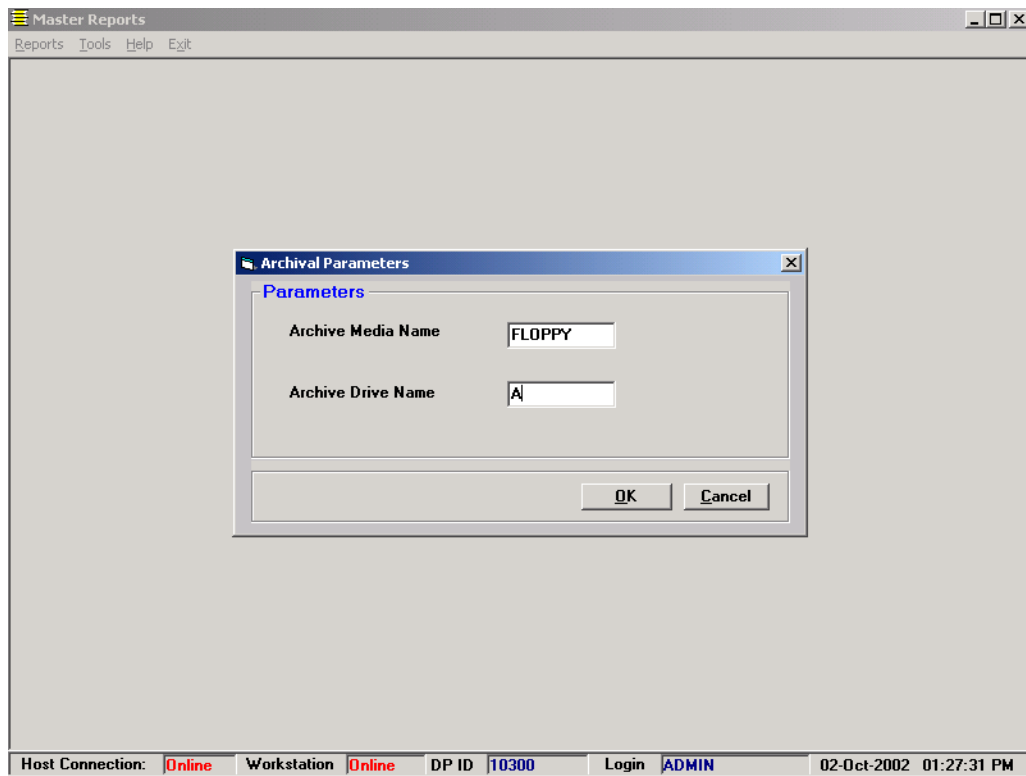 Master Reports
Reports Tools Help Exit
Archival Parameters
Parameters
Archive Media Name FLOPPY
Archive Drive Name A
OK Cancel
Host Connection: Online Workstation Online DP ID 10300 Login ADMIN 02-Oct-2002 01:27:31 PM